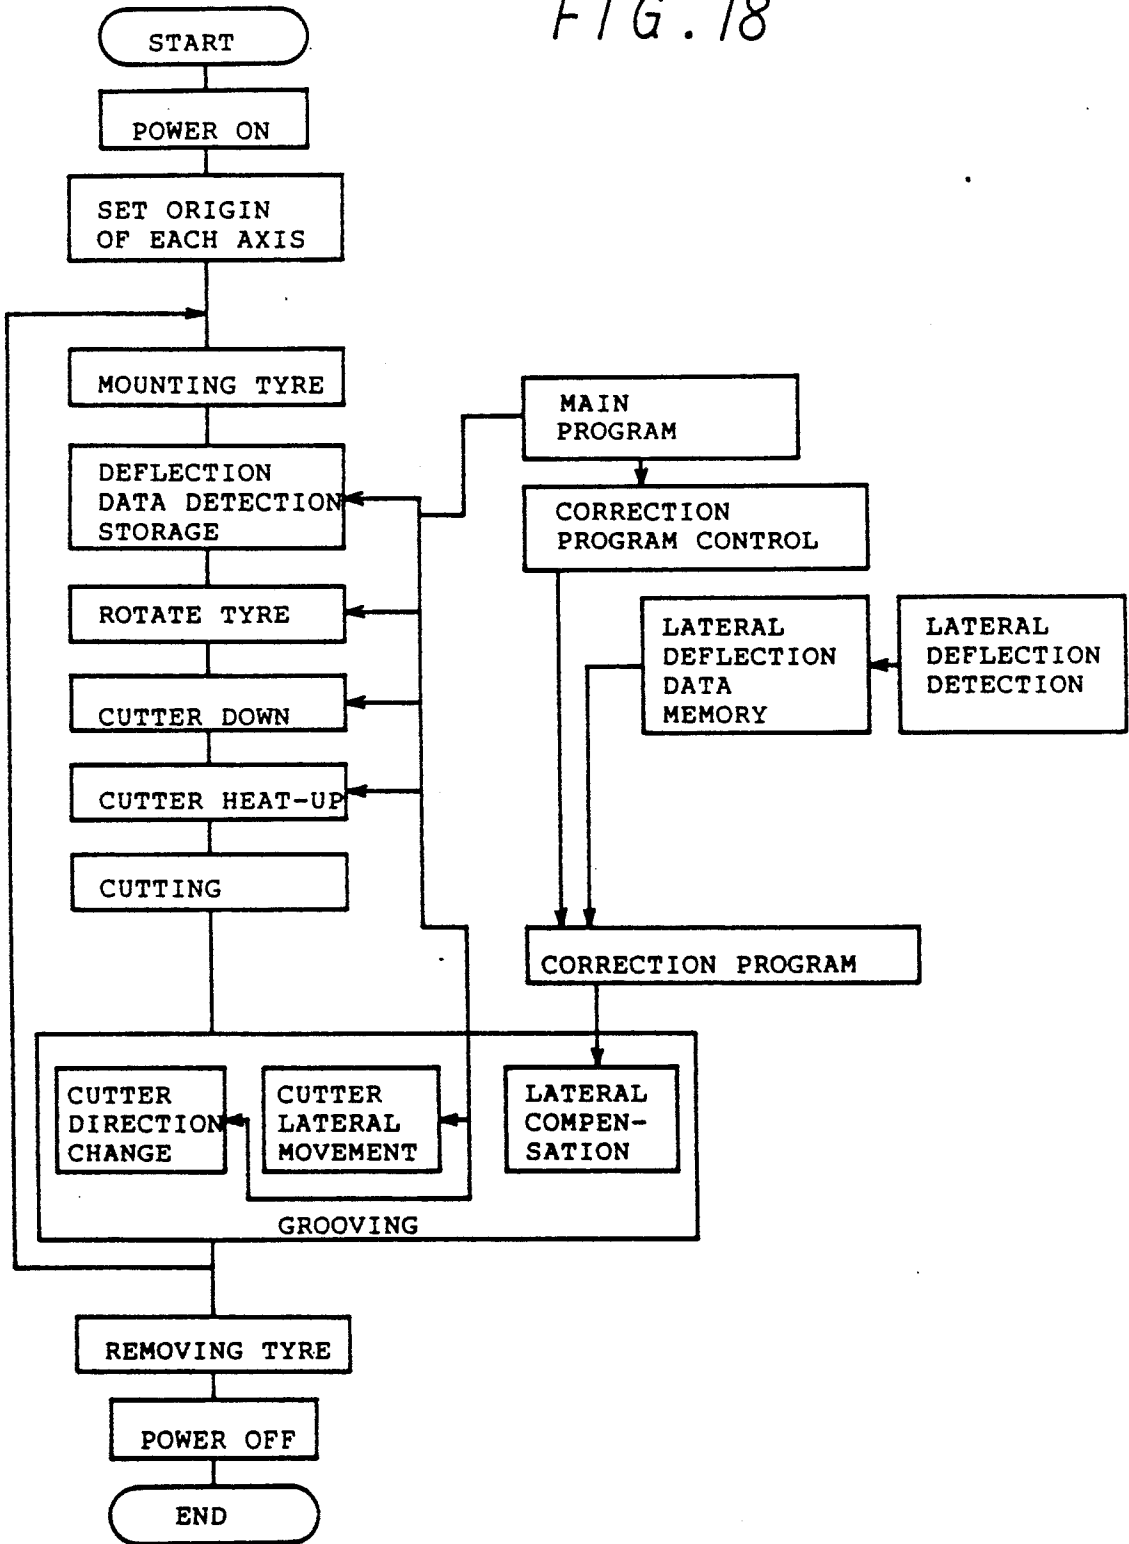 FIG. 18
START
POWER ON
SET ORIGIN
OF EACH AXIS
MOUNTING TYRE
DEFLECTION
DATA DETECTION
STORAGE
ROTATE TYRE
CUTTER DOWN
CUTTER HEAT-UP
CUTTING
MAIN
PROGRAM
CORRECTION
PROGRAM CONTROL
LATERAL
DEFLECTION
DATA
MEMORY
LATERAL
DEFLECTION
DETECTION
CORRECTION PROGRAM
CUTTER
DIRECTION
CHANGE
CUTTER
LATERAL
MOVEMENT
LATERAL
COMPEN-
SATION
GROOVING
REMOVING TYRE
POWER OFF
END